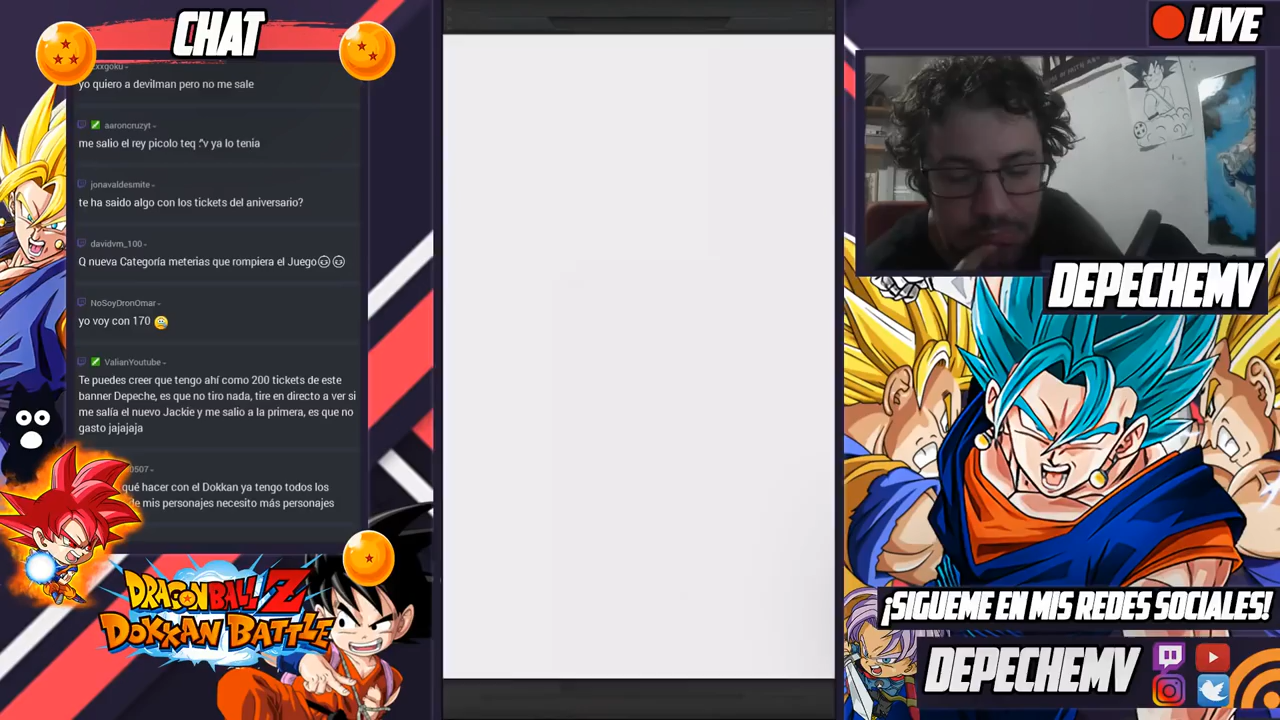 CHAT
yo quiero a devilman pero no me sale
aaroncruzyt -
me salio el rey picolo teq :"v ya lo tenia
jonavaldesmite -
te ha saido algo con los tickets del aniversario?
davidvm_100 -
Q nueva Categoría meterias que rompiera el Juego
NoSoyDronOmar -
yo voy con 170
ValianYoutube -
Te puedes creer que tengo ahí como 200 tickets de este
banner Depeche, es que no tiro nada, tire en directo a ver si
me salía el nuevo Jackie y me salio a la primera, es que no
gasto jajajaja
0507 -
qué hacer con el Dokkan ya tengo todos los
de mis personajes necesito más personajes
DRAGON BALL Z
DOKKAN BATTLE
LIVE
DEPECHEMV
¡SIGUEME EN MIS REDES SOCIALES!
DEPECHEMV